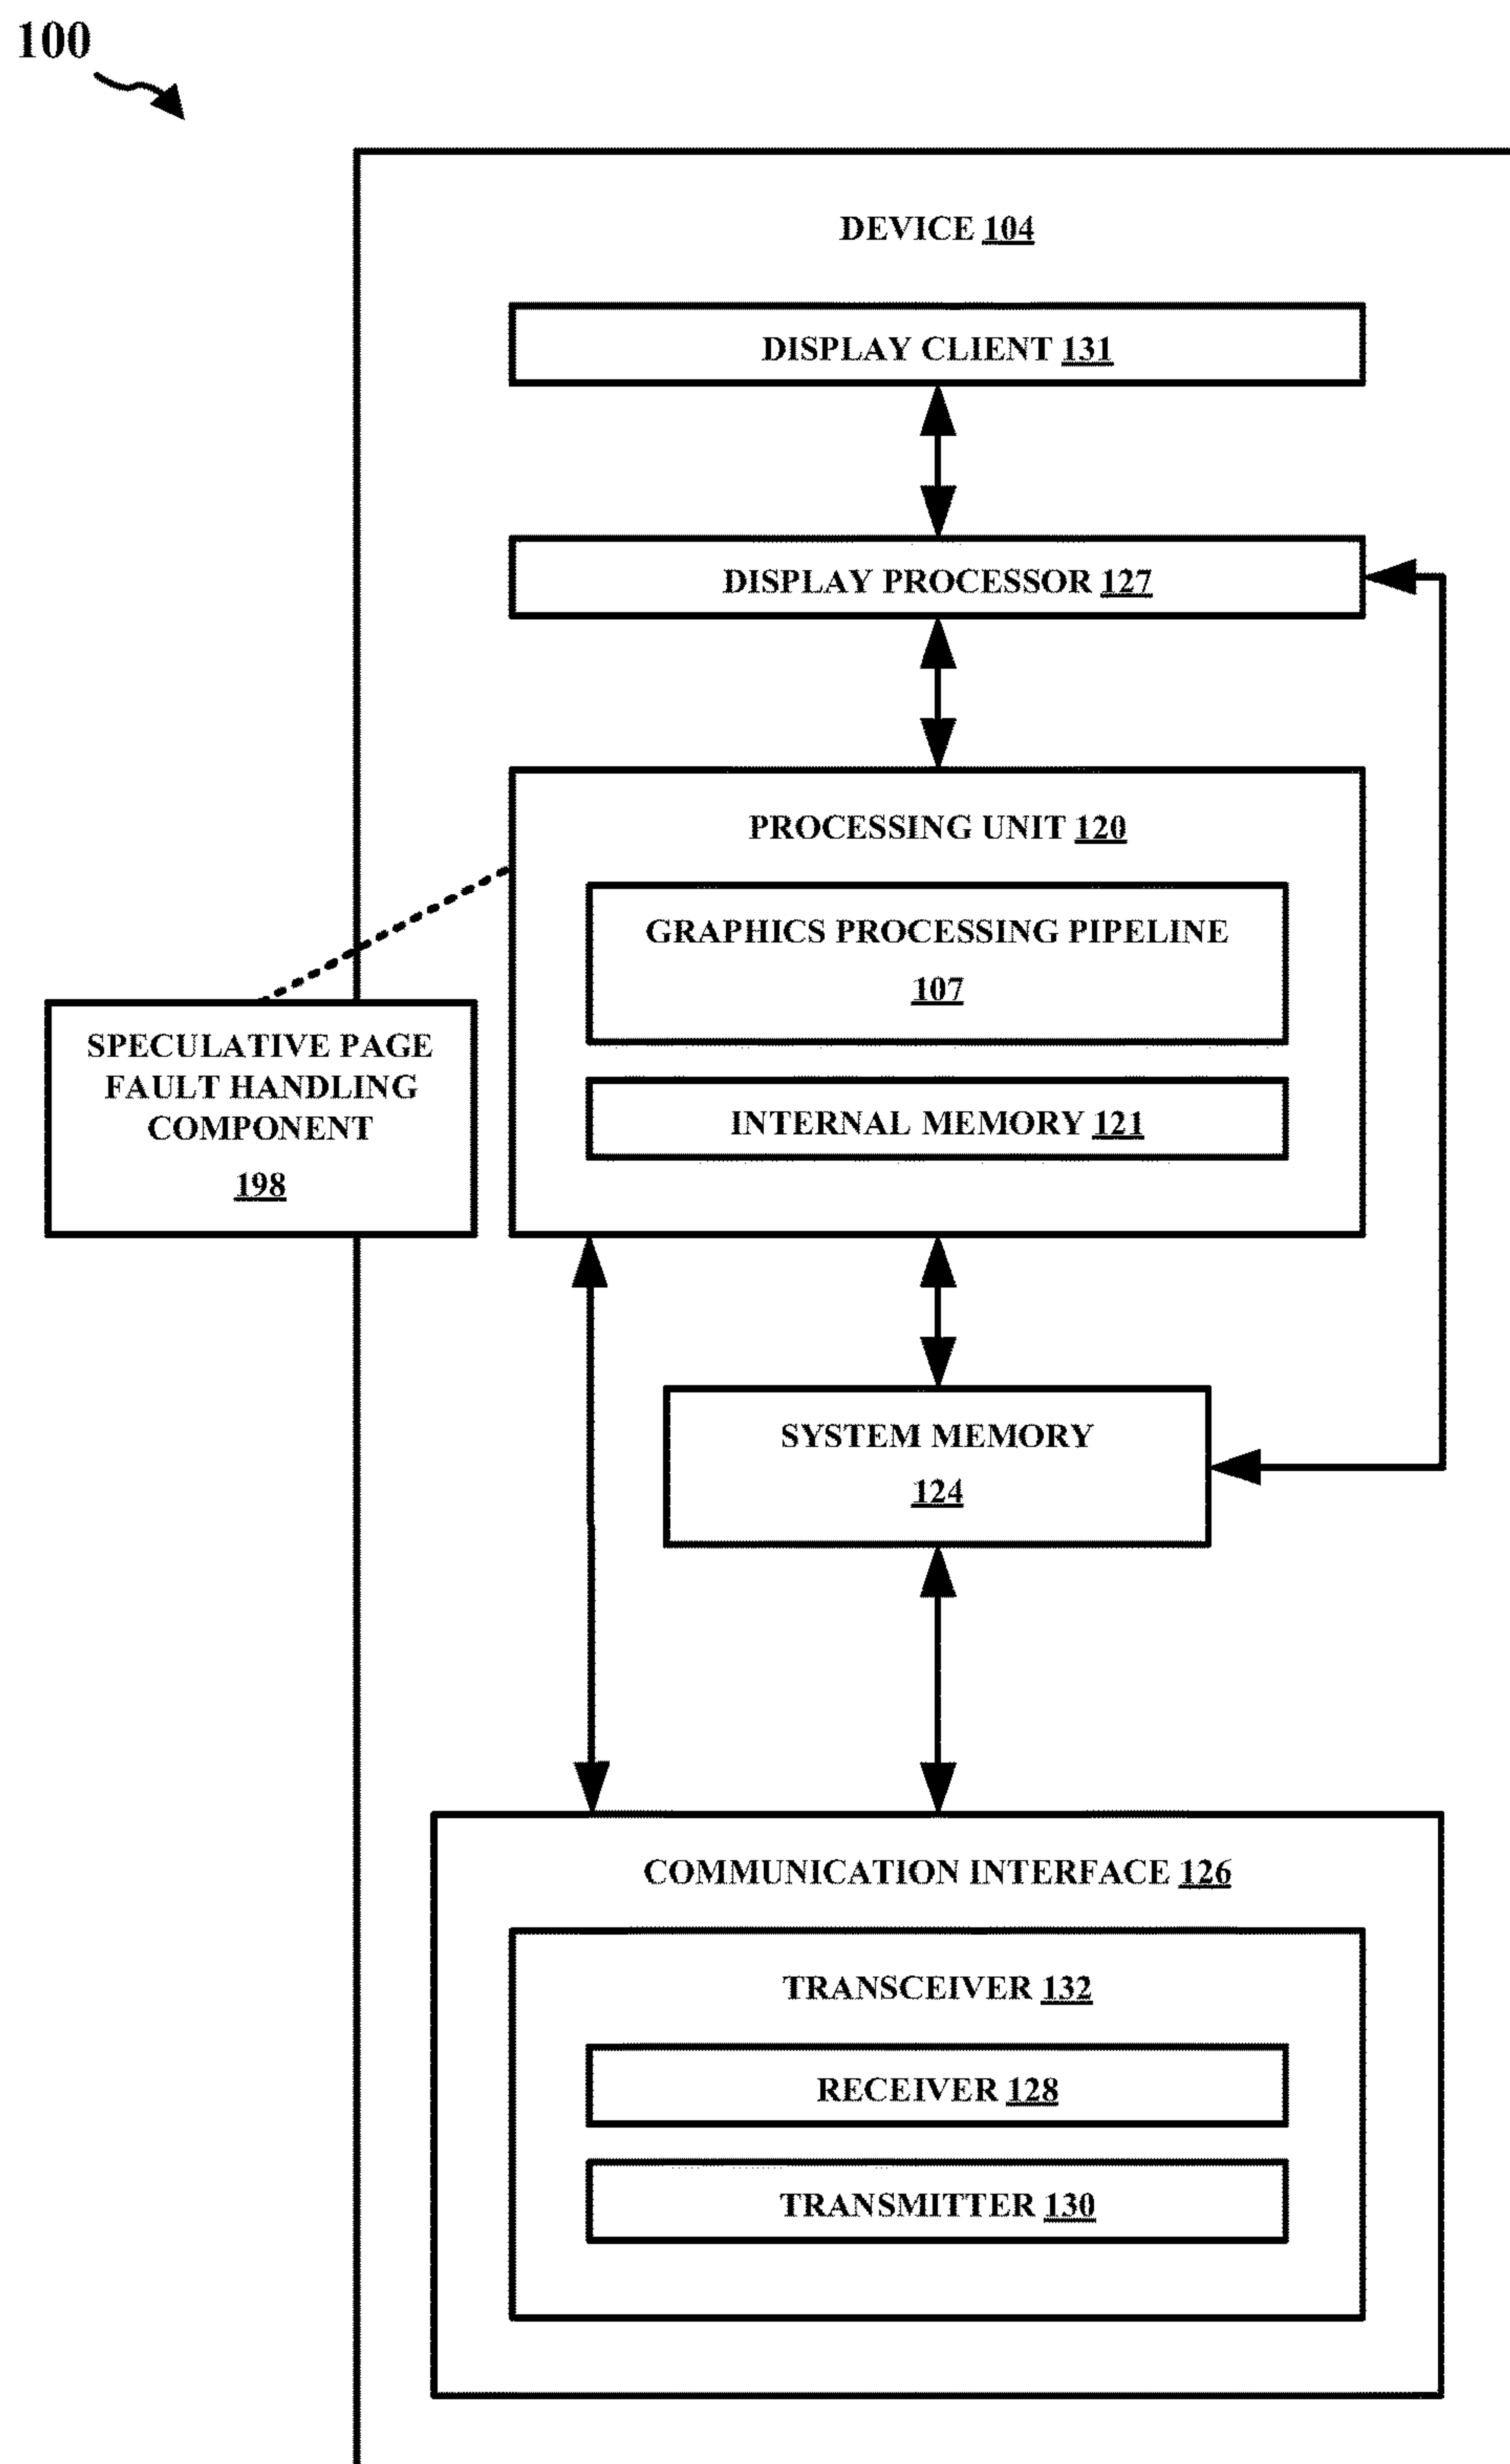 100
DEVICE 104
DISPLAY CLIENT 131
DISPLAY PROCESSOR 127
PROCESSING UNIT 120
GRAPHICS PROCESSING PIPELINE
107
INTERNAL MEMORY 121
SPECULATIVE PAGE
FAULT HANDLING
COMPONENT
198
SYSTEM MEMORY
124
COMMUNICATION INTERFACE 126
TRANSCEIVER 132
RECEIVER 128
TRANSMITTER 130